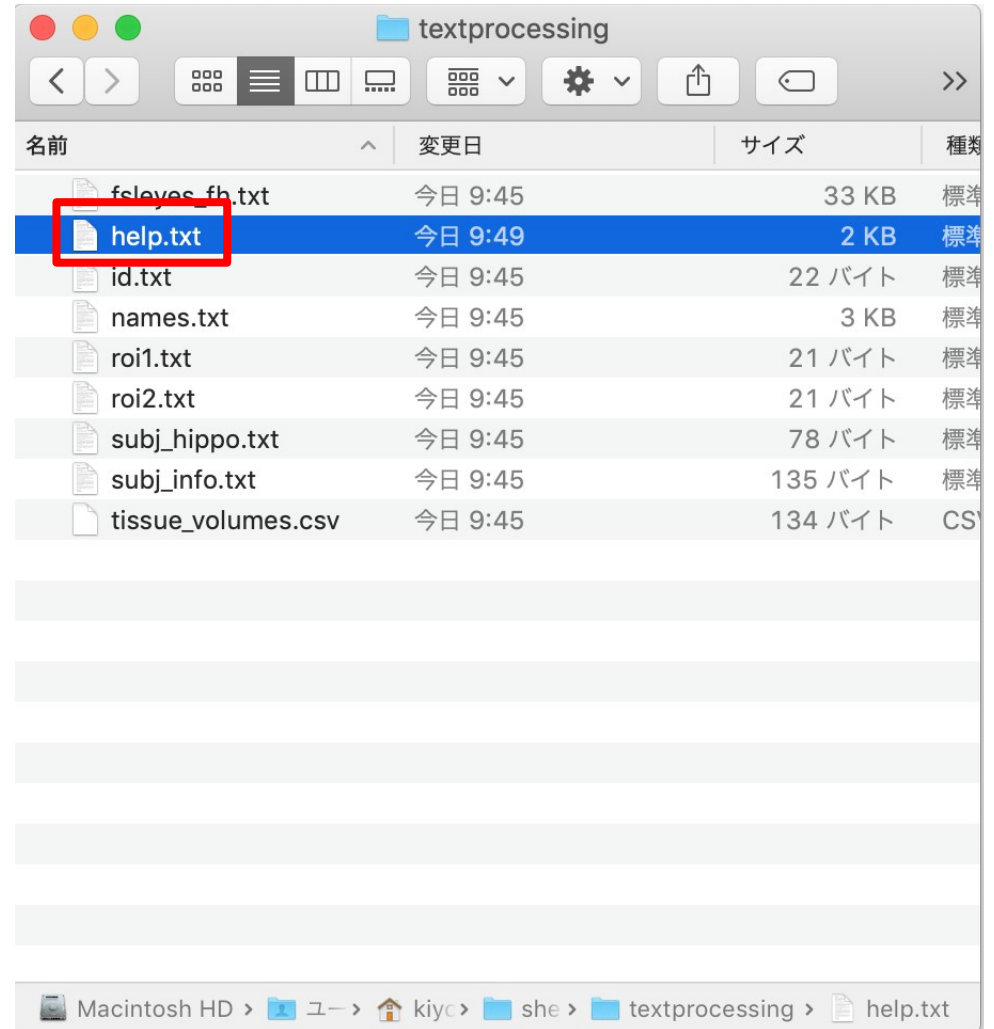 textprocessing
名前 変更日 サイズ 種類
fsleyes_fh.txt 今日 9:45 33 KB 標準
help.txt 今日 9:49 2 KB 標準
id.txt 今日 9:45 22 バイト 標準
names.txt 今日 9:45 3 KB 標準
roi1.txt 今日 9:45 21 バイト 標準
roi2.txt 今日 9:45 21 バイト 標準
subj_hippo.txt 今日 9:45 78 バイト 標準
subj_info.txt 今日 9:45 135 バイト 標準
tissue_volumes.csv 今日 9:45 134 バイト CSV
Macintosh HD › ユー › kiyo › she › textprocessing › help.txt